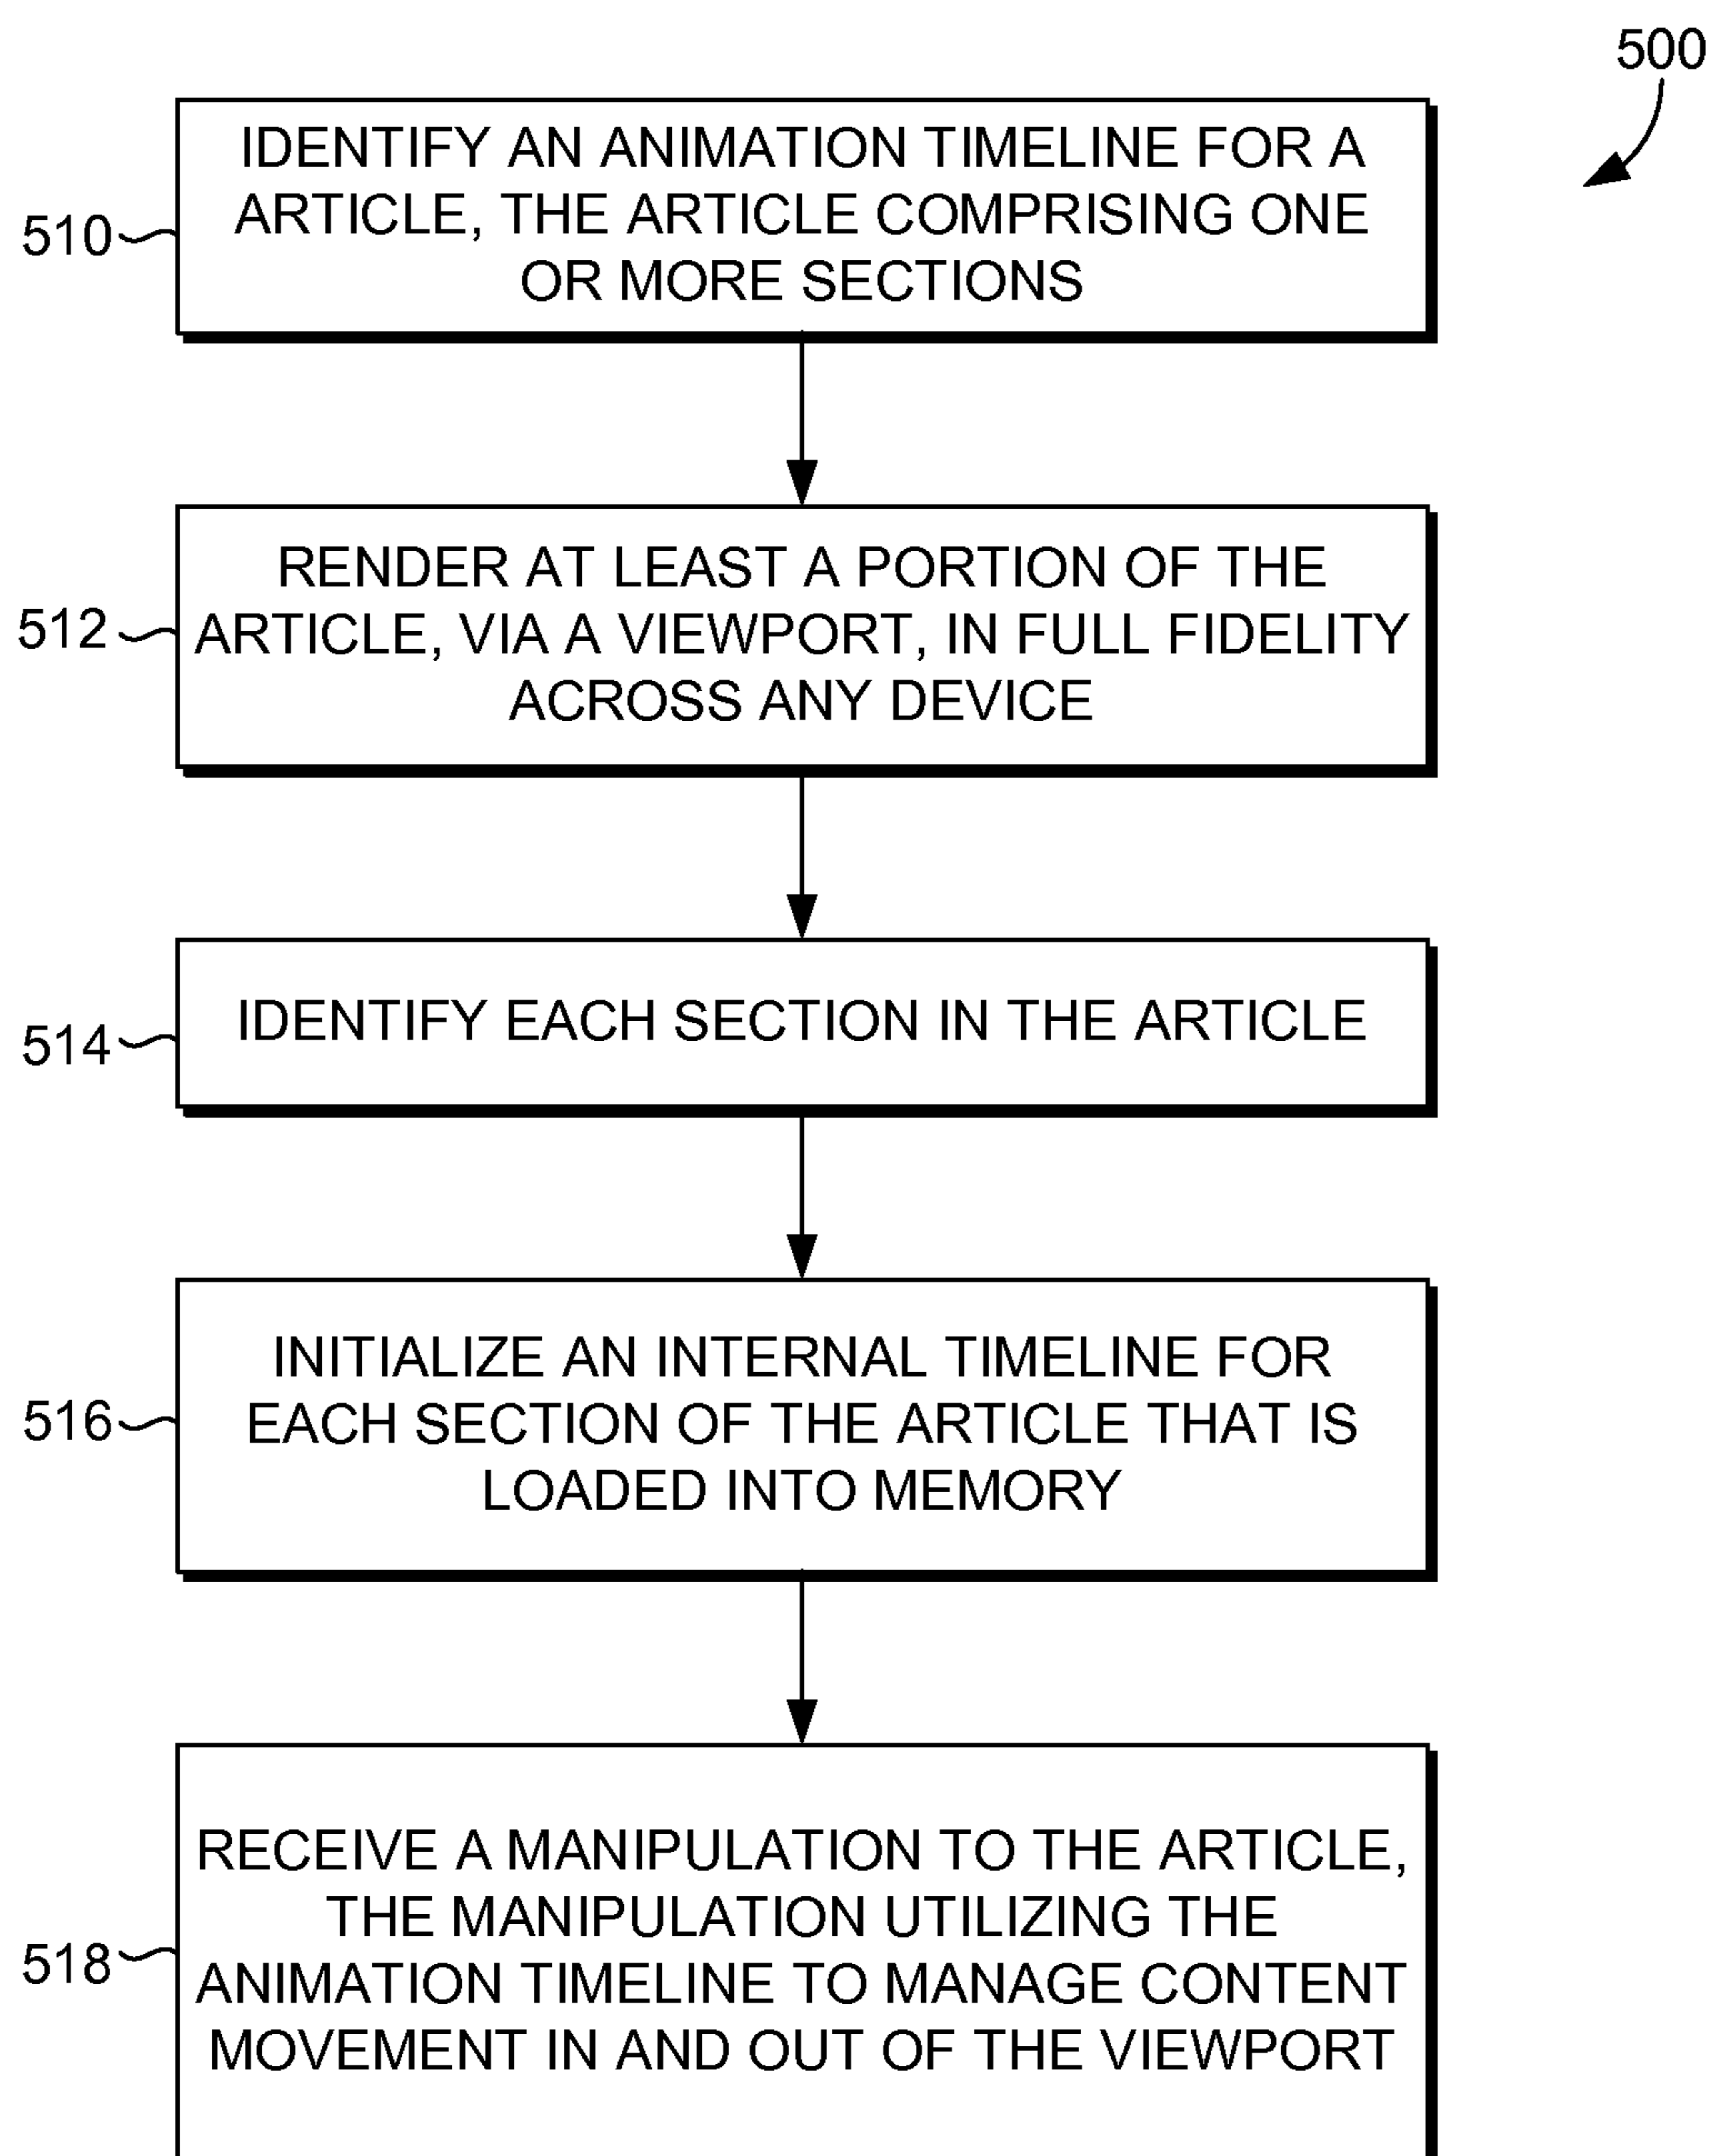 500
IDENTIFY AN ANIMATION TIMELINE FOR A
ARTICLE, THE ARTICLE COMPRISING ONE
OR MORE SECTIONS
510
RENDER AT LEAST A PORTION OF THE
ARTICLE, VIA A VIEWPORT, IN FULL FIDELITY
ACROSS ANY DEVICE
512
IDENTIFY EACH SECTION IN THE ARTICLE
514
INITIALIZE AN INTERNAL TIMELINE FOR
EACH SECTION OF THE ARTICLE THAT IS
LOADED INTO MEMORY
516
RECEIVE A MANIPULATION TO THE ARTICLE,
THE MANIPULATION UTILIZING THE
ANIMATION TIMELINE TO MANAGE CONTENT
MOVEMENT IN AND OUT OF THE VIEWPORT
518